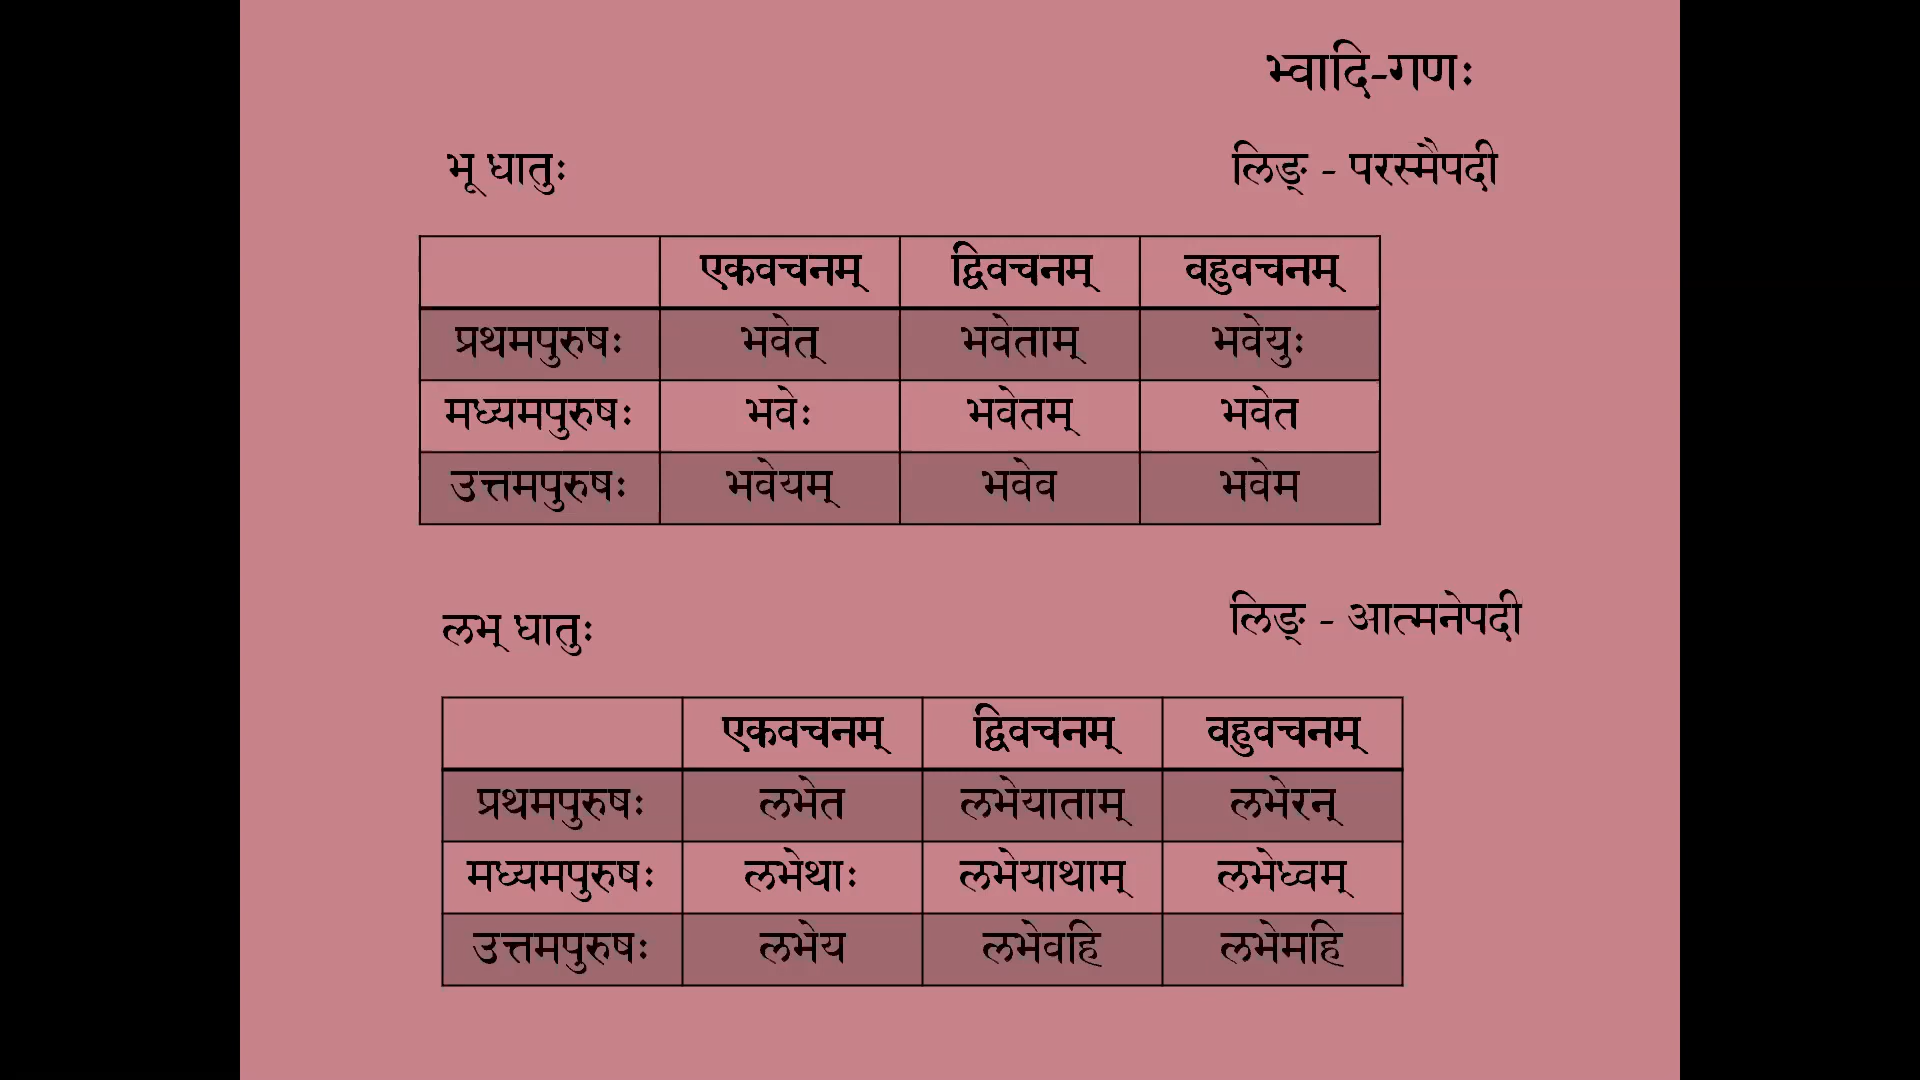 भ्वादि-गणः
भू धातुः लिङ् - परस्मैपदी
एकवचनम् द्विवचनम् वहुवचनम्
प्रथमपुरुषः भवेत् भवेताम् भवेयुः
मध्यमपुरुषः भवेः भवेतम् भवेत
उत्तमपुरुषः भवेयम् भवेव भवेम
लभ् धातुः लिङ् - आत्मनेपदी
एकवचनम् द्विवचनम् वहुवचनम्
प्रथमपुरुषः लभेत लभेयाताम् लभेरन्
मध्यमपुरुषः लभेथाः लभेयाथाम् लभेध्वम्
उत्तमपुरुषः लभेय लभेवहि लभेमहि